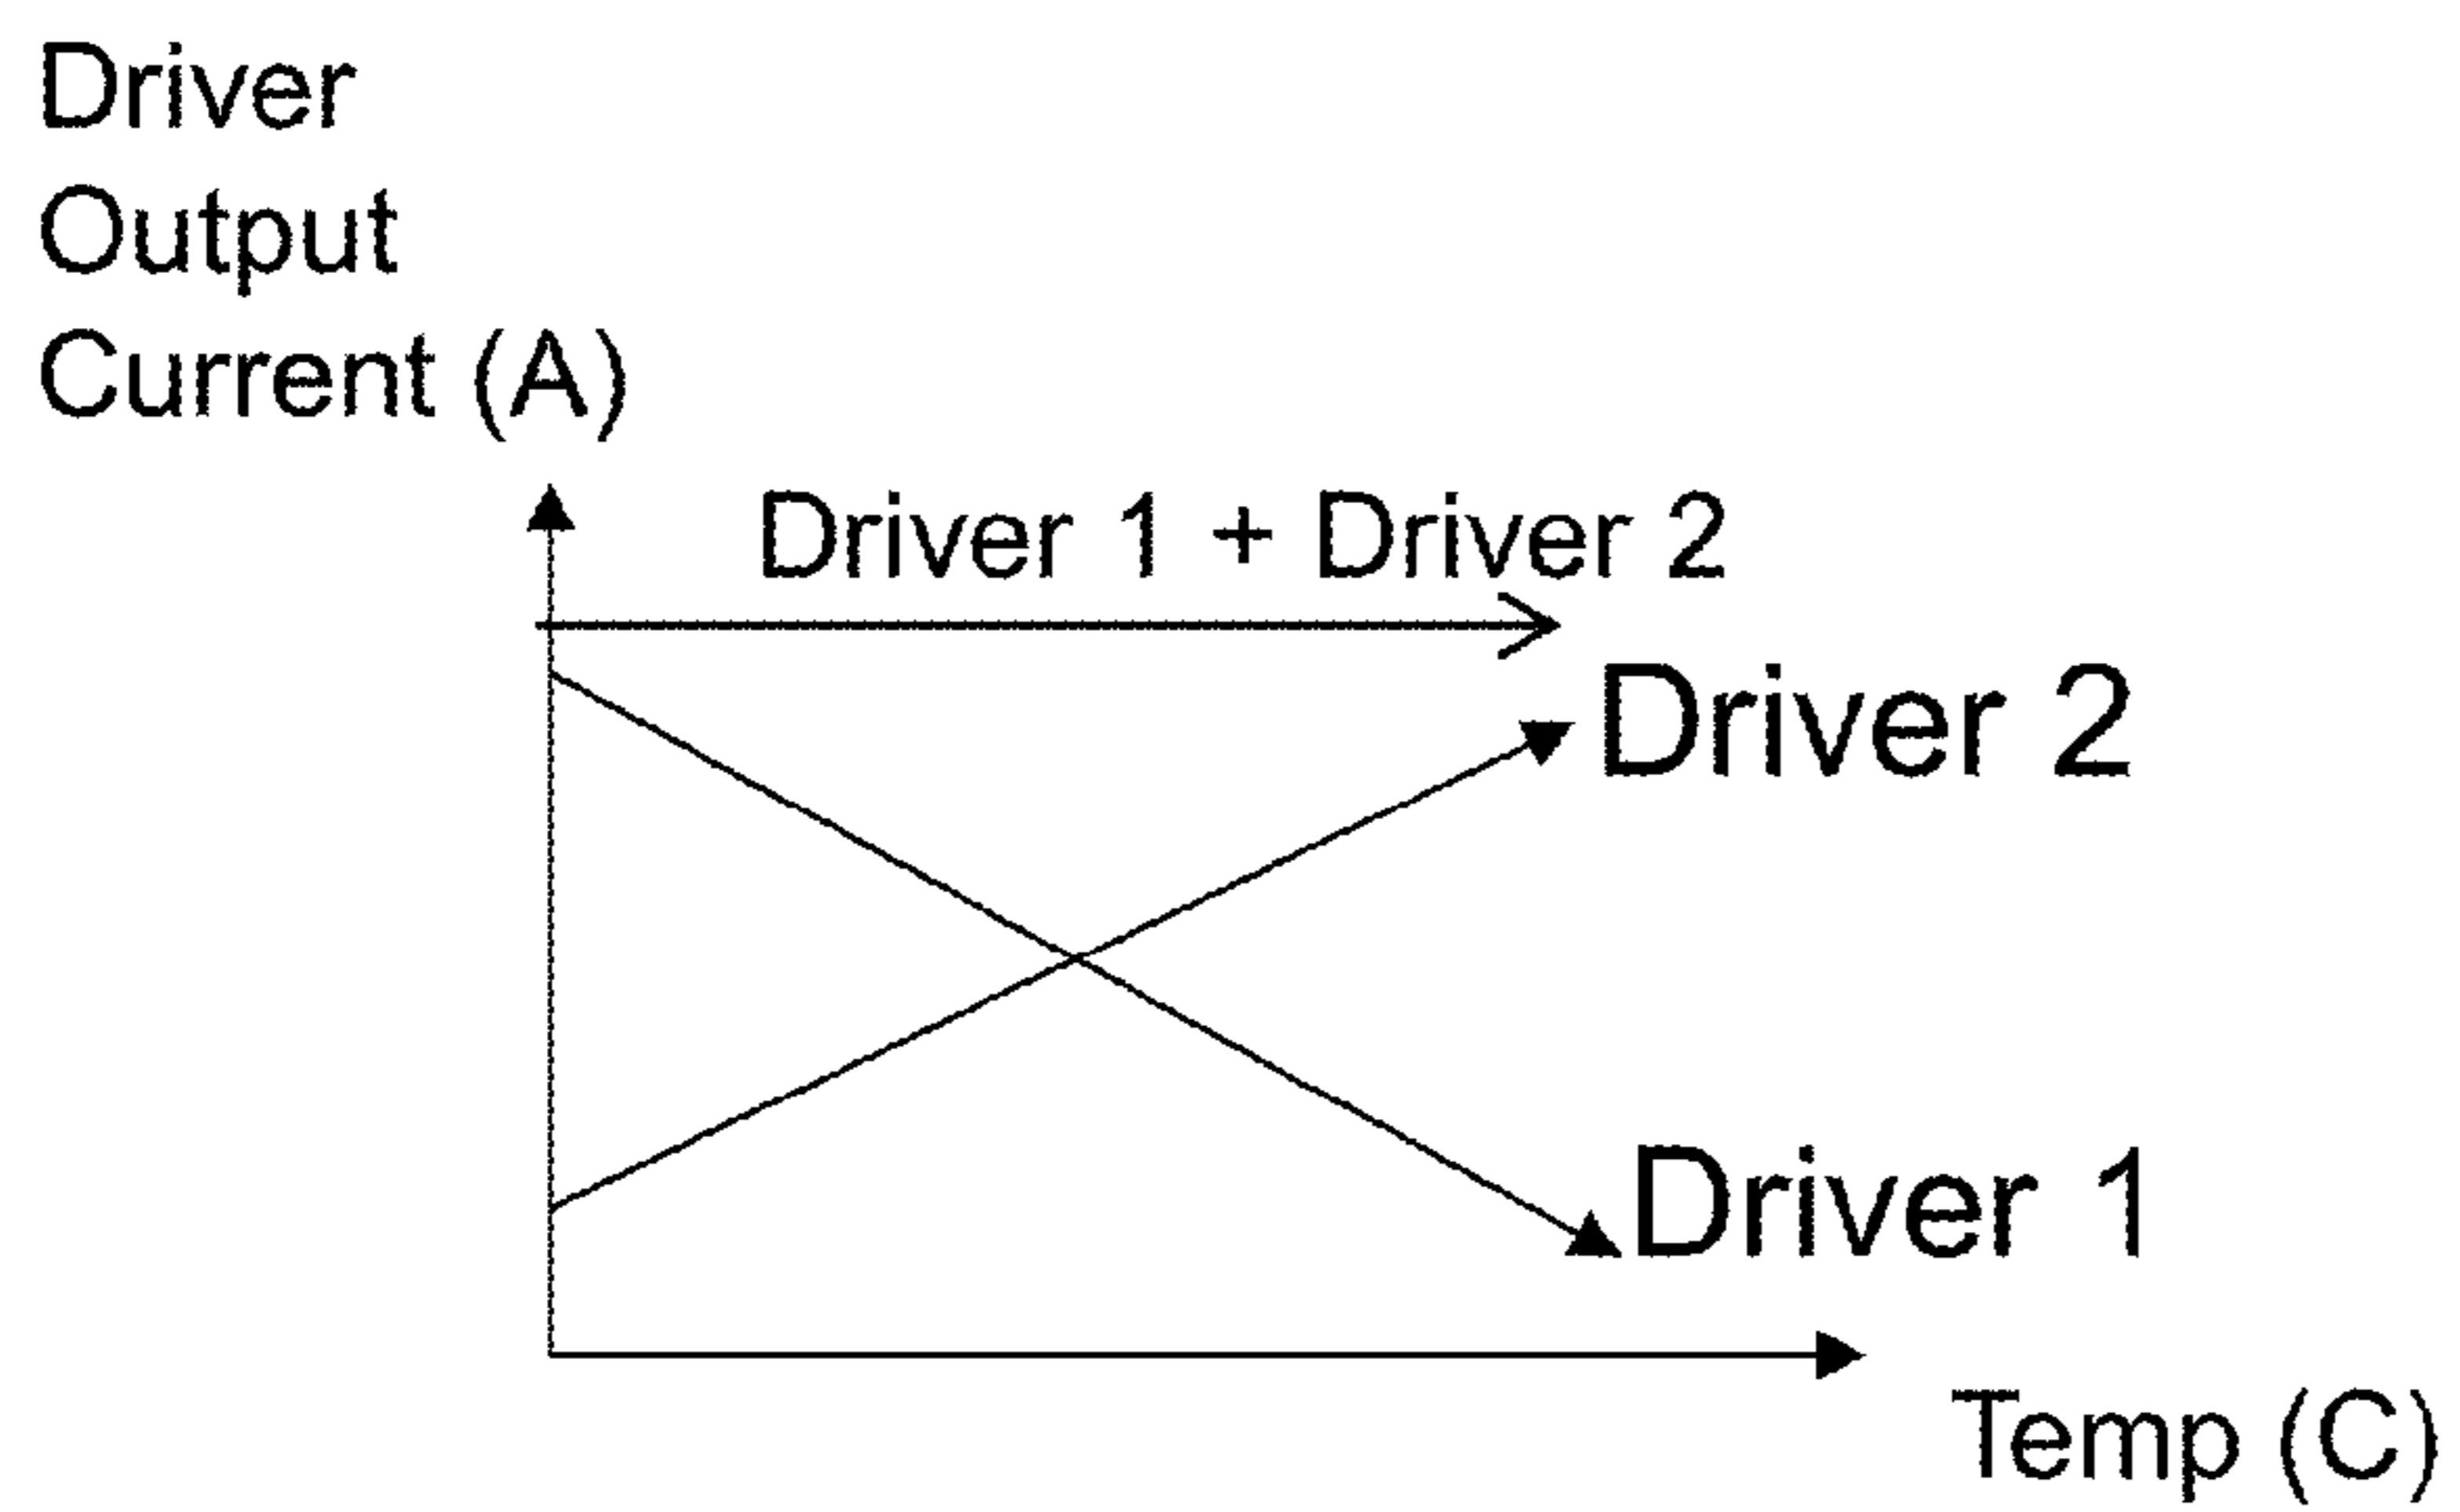 Driver
Output
Current (A)
Driver 1 + Driver 2
Driver 2
Driver 1
Temp (C)